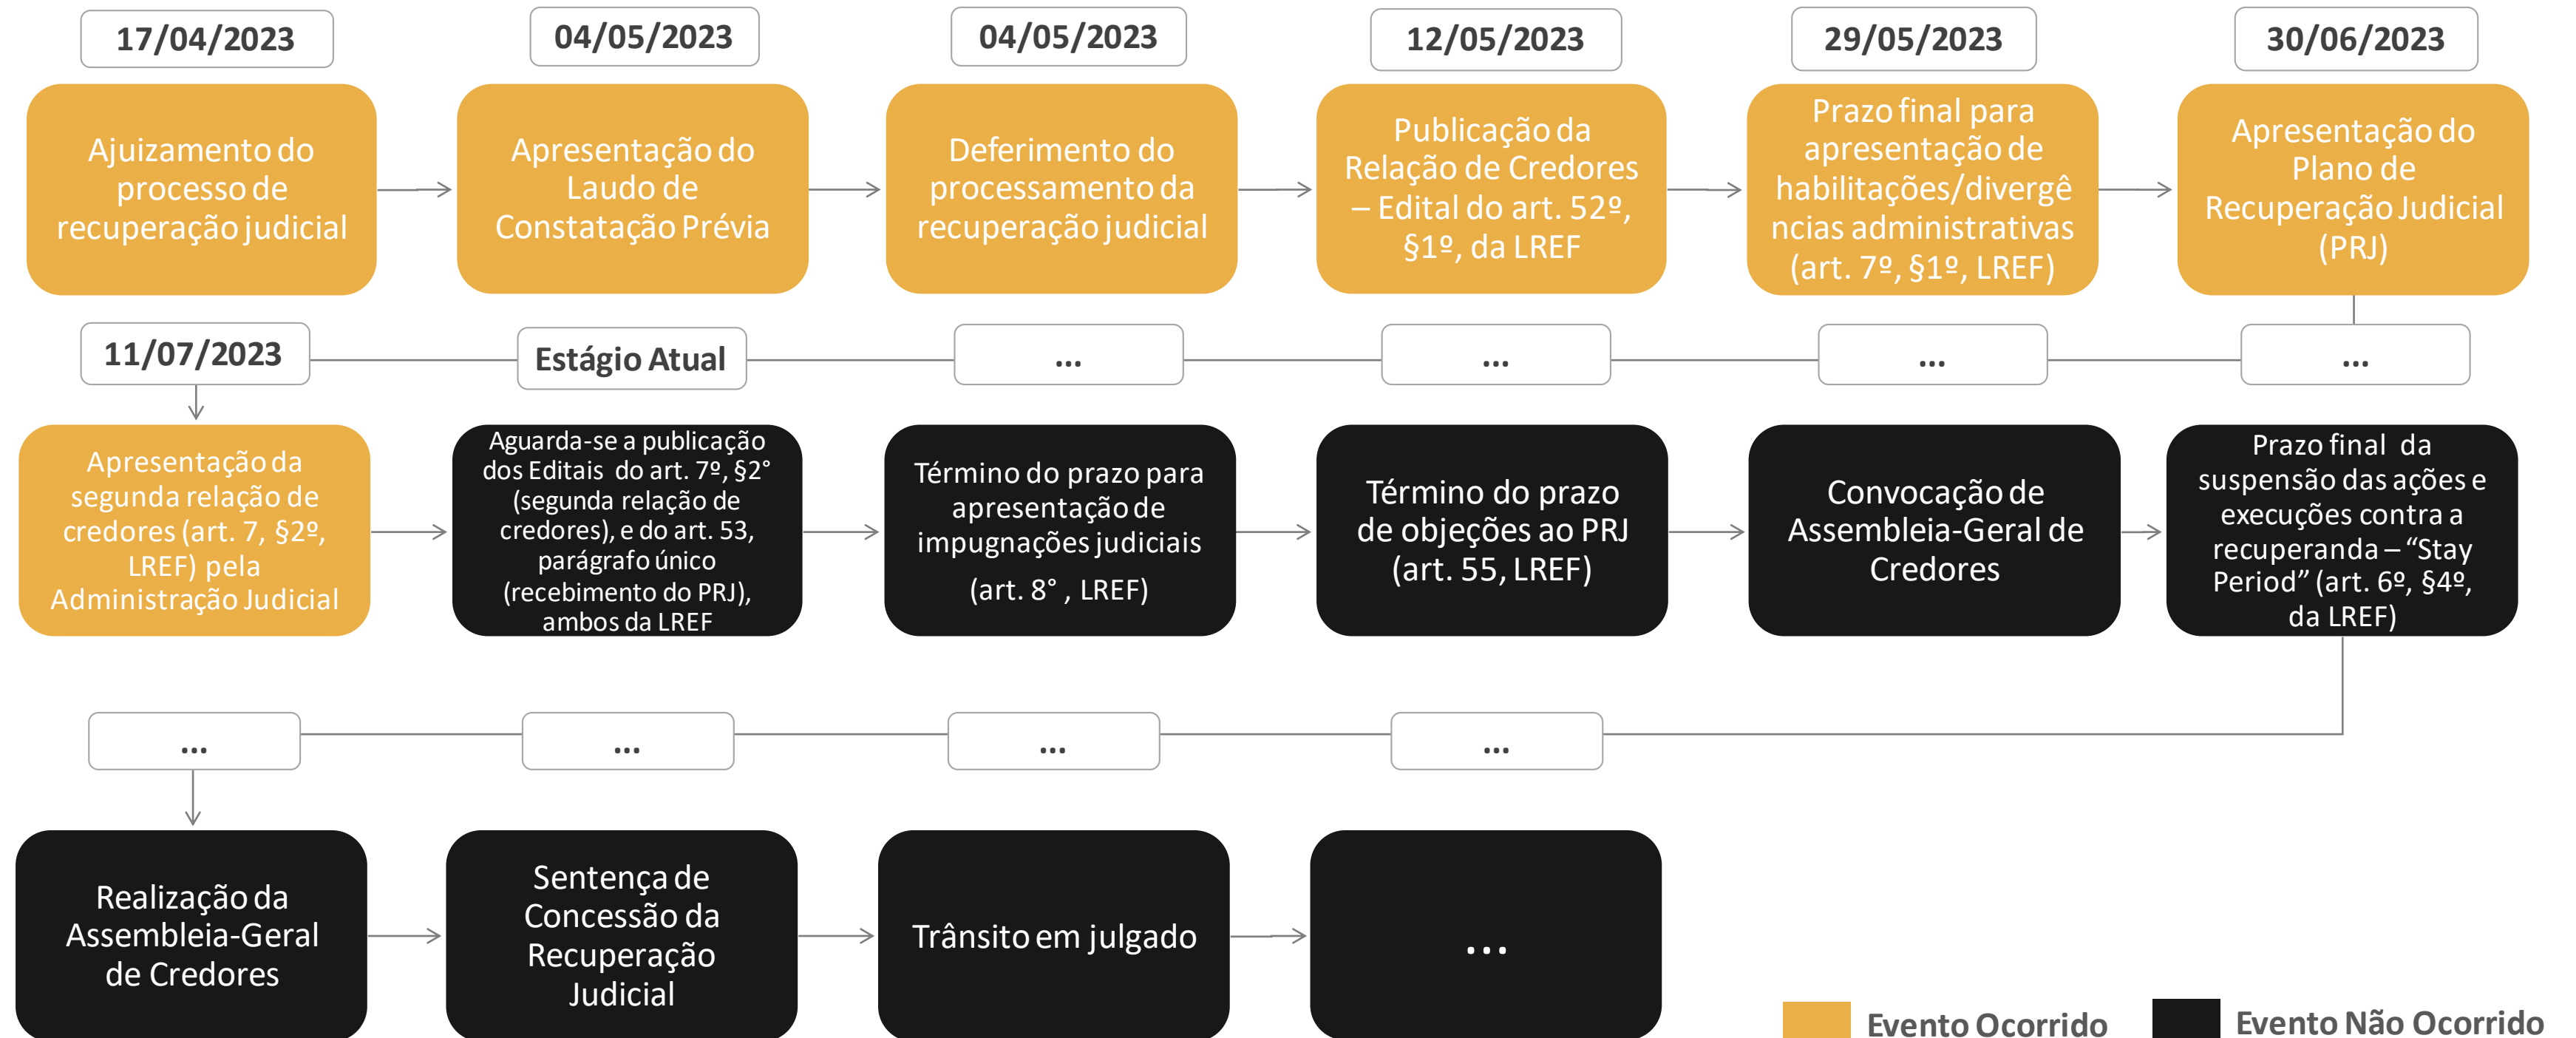 17/04/2023
04/05/2023
04/05/2023
12/05/2023
29/05/2023
30/06/2023
Ajuizamento do
processo de
recuperação judicial
Apresentação do
Laudo de
Constatação Prévia
Deferimento do
processamento da
recuperação judicial
Publicação da
Relação de Credores
– Edital do art. 52º,
§1º, da LREF
Prazo final para
apresentação de
habilitações/divergê
ncias administrativas
(art. 7º, §1º, LREF)
Apresentação do
Plano de
Recuperação Judicial
(PRJ)
11/07/2023
Estágio Atual
...
...
...
...
Apresentação da
segunda relação de
credores (art. 7, §2º,
LREF) pela
Administração Judicial
Aguarda-se a publicação
dos Editais do art. 7º, §2°
(segunda relação de
credores), e do art. 53,
parágrafo único
(recebimento do PRJ),
ambos da LREF
Término do prazo para
apresentação de
impugnações judiciais
(art. 8° , LREF)
Término do prazo
de objeções ao PRJ
(art. 55, LREF)
Convocação de
Assembleia-Geral de
Credores
Prazo final da
suspensão das ações e
execuções contra a
recuperanda – “Stay
Period” (art. 6º, §4º,
da LREF)
...
...
...
...
Realização da
Assembleia-Geral
de Credores
Sentença de
Concessão da
Recuperação
Judicial
Trânsito em julgado
...
Evento Ocorrido
Evento Não Ocorrido